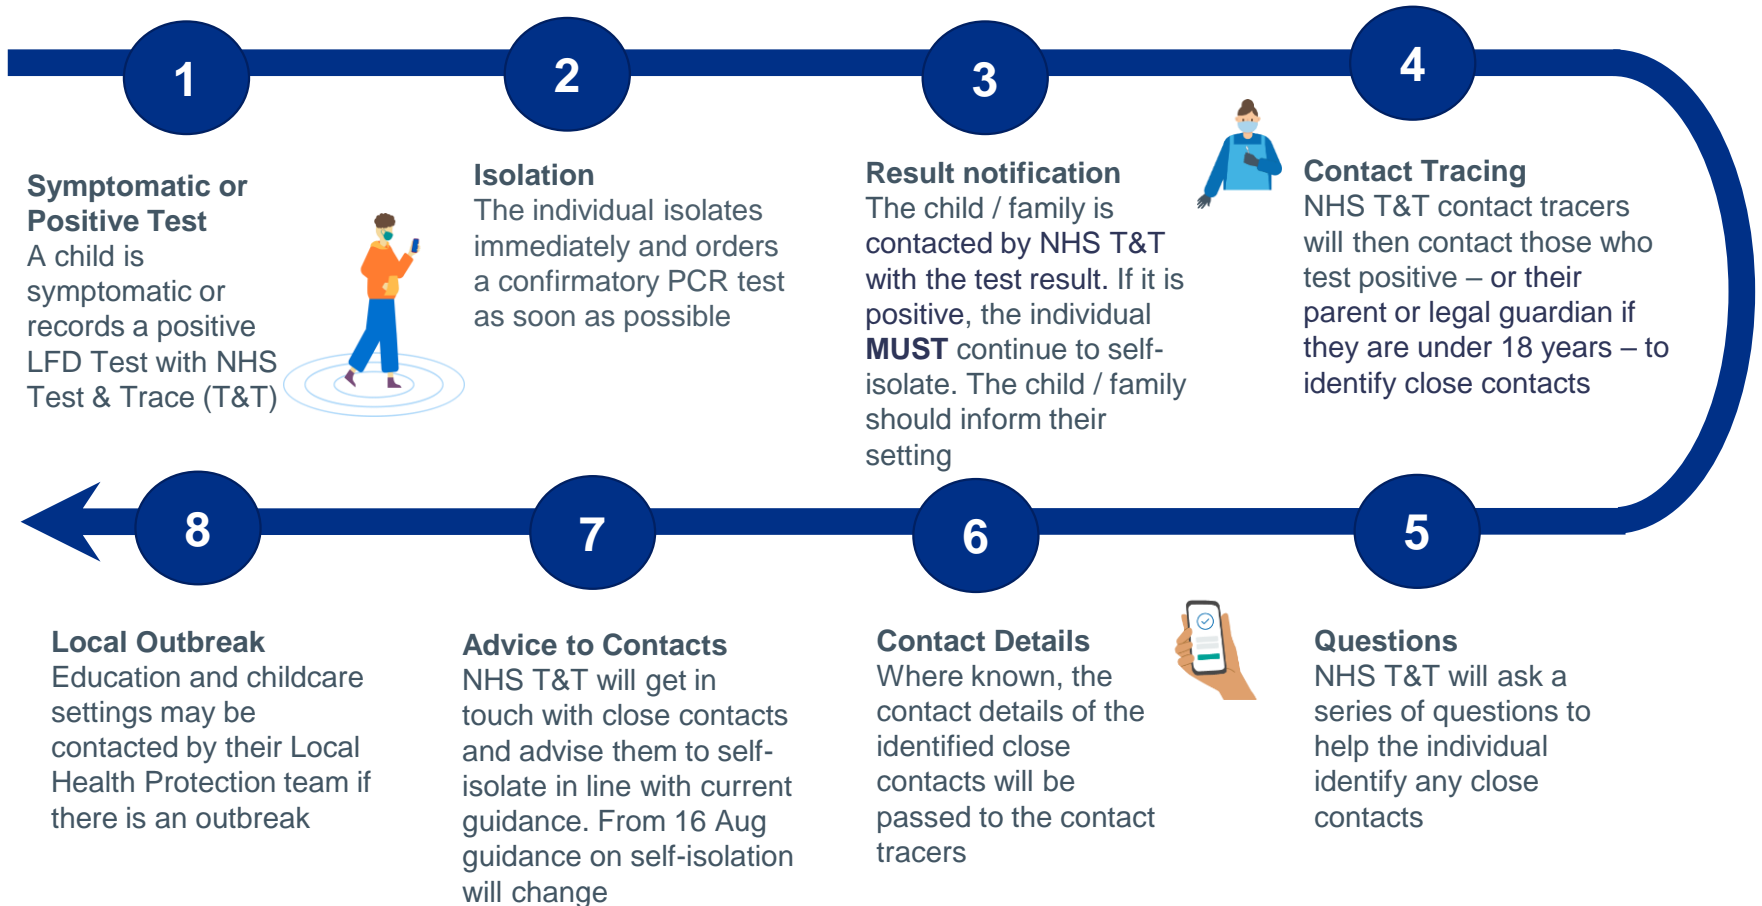 1
2
3
4
Symptomatic or
Positive Test
A child is
symptomatic or
records a positive
LFD Test with NHS
Test & Trace (T&T)
Isolation
The individual isolates
immediately and orders
a confirmatory PCR test
as soon as possible
Result notification
The child / family is
contacted by NHS T&T
with the test result. If it is
positive, the individual
MUST continue to self-
isolate. The child / family
should inform their
setting
Contact Tracing
NHS T&T contact tracers
will then contact those who
test positive – or their
parent or legal guardian if
they are under 18 years – to
identify close contacts
5
Questions
NHS T&T will ask a
series of questions to
help the individual
identify any close
contacts
6
Contact Details
Where known, the
contact details of the
identified close
contacts will be
passed to the contact
tracers
7
Advice to Contacts
NHS T&T will get in
touch with close contacts
and advise them to self-
isolate in line with current
guidance. From 16 Aug
guidance on self-isolation
will change
8
Local Outbreak
Education and childcare
settings may be
contacted by their Local
Health Protection team if
there is an outbreak